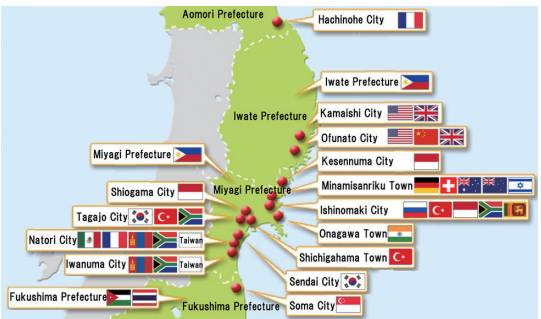 Aomori Prefecture
Hachinohe City
Iwate Prefecture
Iwate Prefecture
Kamaishi City
Ofunato City
Miyagi Prefecture
Kesennuma City
Shiogama City
Miyagi Prefecture
Minamisanriku Town
Tagajo City
Ishinomaki City
Natori City Taiwan
Onagawa Town
Iwanuma City Taiwan
Shichigahama Town
Sendai City
Fukushima Prefecture
Fukushima Prefecture
Soma City